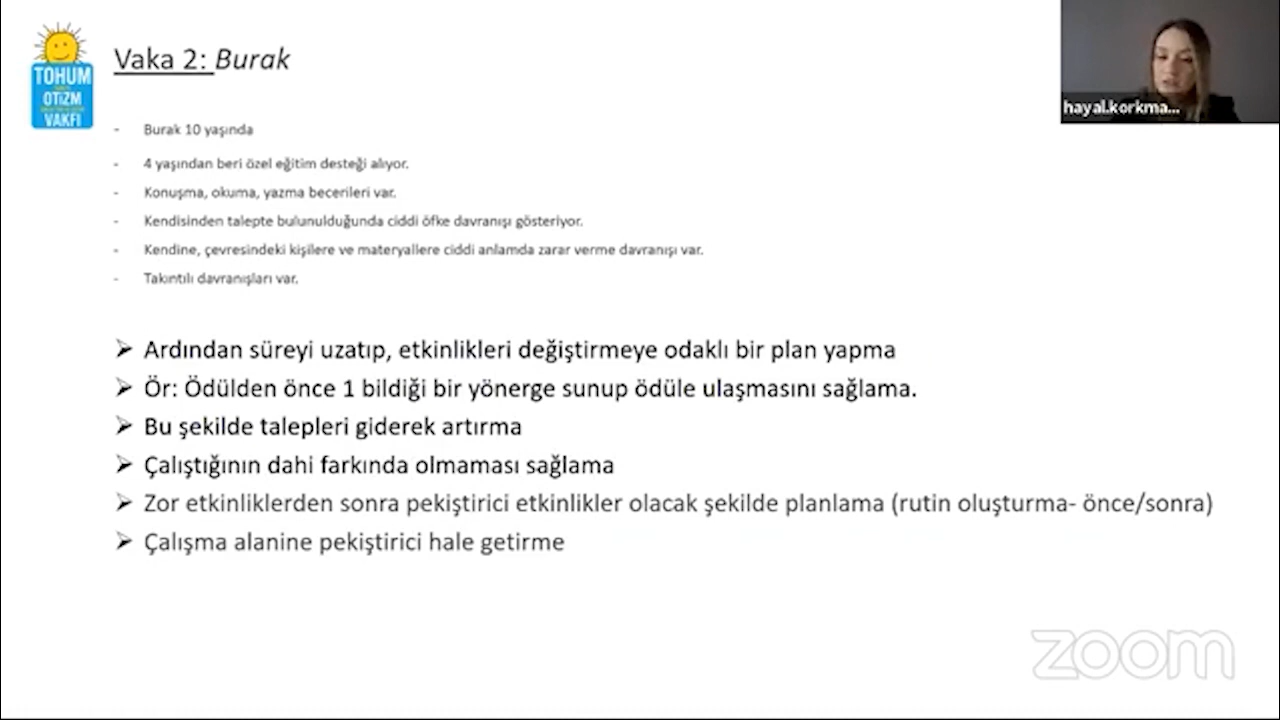 TOHUM
OTİZM
VAKFI
Vaka 2: Burak
hayal.korkma...
- Burak 10 yaşında
- 4 yaşından beri özel eğitim desteği alıyor.
- Konuşma, okuma, yazma becerileri var.
- Kendisinden talepte bulunulduğunda ciddi öfke davranışı gösteriyor.
- Kendine, çevresindeki kişilere ve materyallere ciddi anlamda zarar verme davranışı var.
- Takıntılı davranışları var.
➢ Ardından süreyi uzatıp, etkinlikleri değiştirmeye odaklı bir plan yapma
➢ Ör: Ödülden önce 1 bildiği bir yönerge sunup ödüle ulaşmasını sağlama.
➢ Bu şekilde talepleri giderek artırma
➢ Çalıştığının dahi farkında olmaması sağlama
➢ Zor etkinliklerden sonra pekiştirici etkinlikler olacak şekilde planlama (rutin oluşturma- önce/sonra)
➢ Çalışma alanine pekiştirici hale getirme
zoom